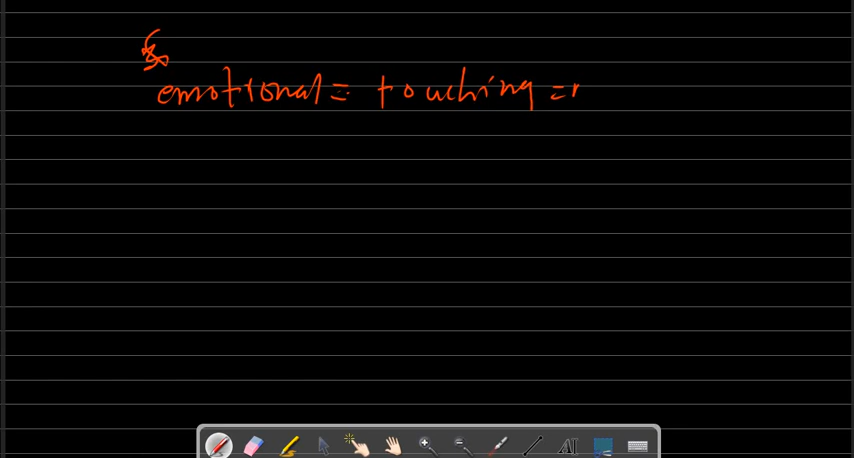 emotional = touching =